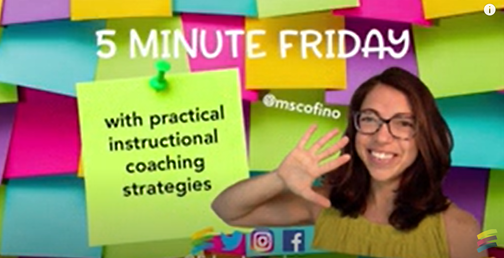 5 MINUTE FRIDAY
@mscofino
with practical
instructional
coaching
strategies